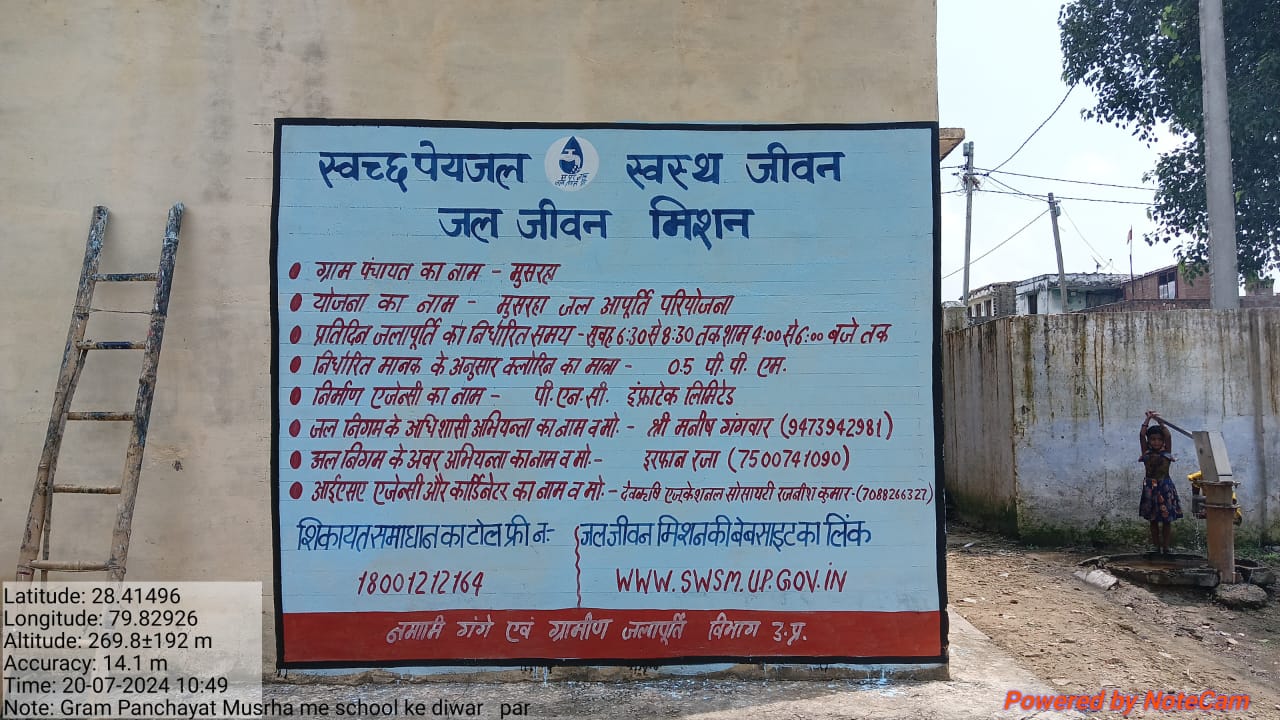 स्वच्छ पेयजल स्वस्थ जीवन
जल जीवन मिशन
ग्राम पंचायत का नाम - मुसरहा
योजना का नाम - मुसरहा जल आपूर्ति परियोजना
प्रतिदिन जलापूर्ति का निर्धारित समय - सुबह 6:30 से 8:30 तक शाम 4:00 से 6:00 बजे तक
निर्धारित मानक के अनुसार क्लोरिन का मात्रा - 0.5 पी. पी. एम.
निर्माण एजेन्सी का नाम - पी. एन. सी. इंफ्राटेक लिमिटेड
जल निगम के अधिशासी अभियन्ता का नाम व मो. - श्री मनीष गंगवार (9473942981)
जल निगम के अवर अभियन्ता का नाम व मो. - इरफान रजा (7500741090)
आईएसए एजेन्सी और कार्डिनेटर का नाम व मो. - देवऋषि एजुकेशनल सोसायटी रजनीश कुमार - (7088266327)
शिकायत समाधान का टोल फ्री नः जल जीवन मिशन की बेबसाइट का लिंक
18001212164 WWW.SWSM.UP.GOV.IN
नमामि गंगे एवं ग्रामीण जलापूर्ति विभाग उ.प्र.
Latitude: 28.41496
Longitude: 79.82926
Altitude: 269.8±192 m
Accuracy: 14.1 m
Time: 20-07-2024 10:49
Note: Gram Panchayat Musrha me school ke diwar par
Powered by NoteCam